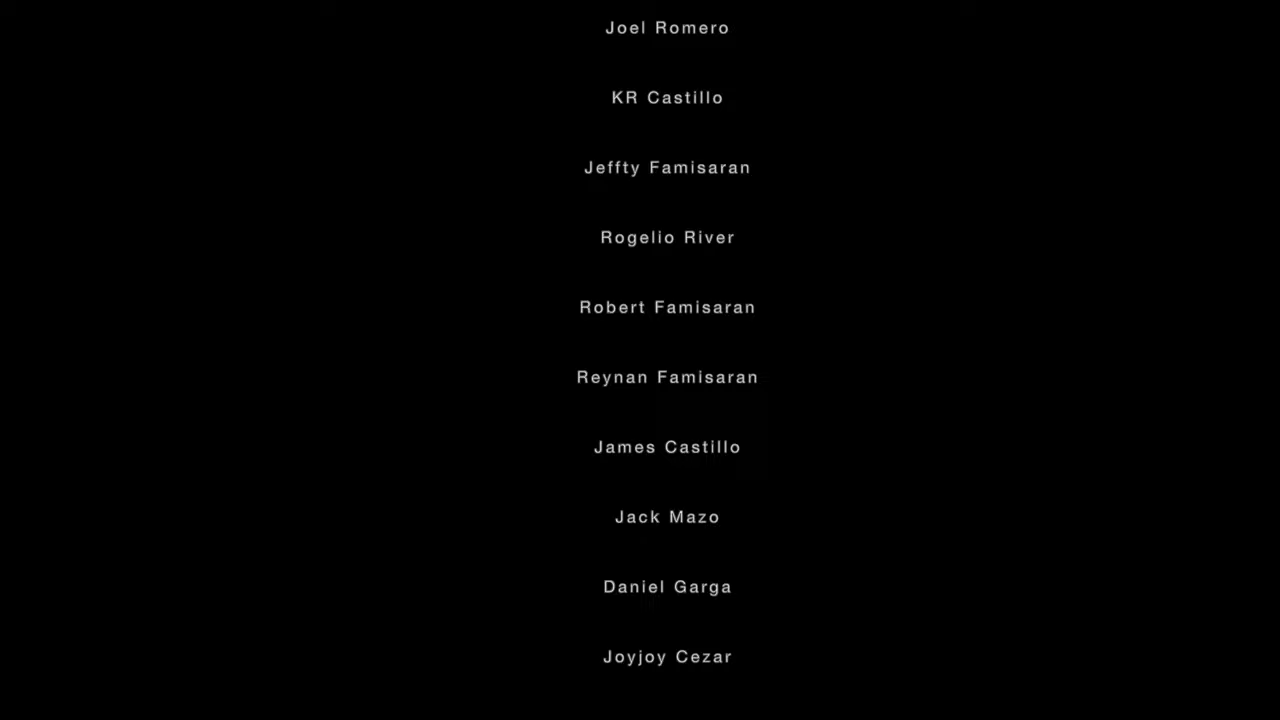 Joel Romero
KR Castillo
Jeffty Famisaran
Rogelio River
Robert Famisaran
Reynan Famisaran
James Castillo
Jack Mazo
Daniel Garga
Joyjoy Cezar